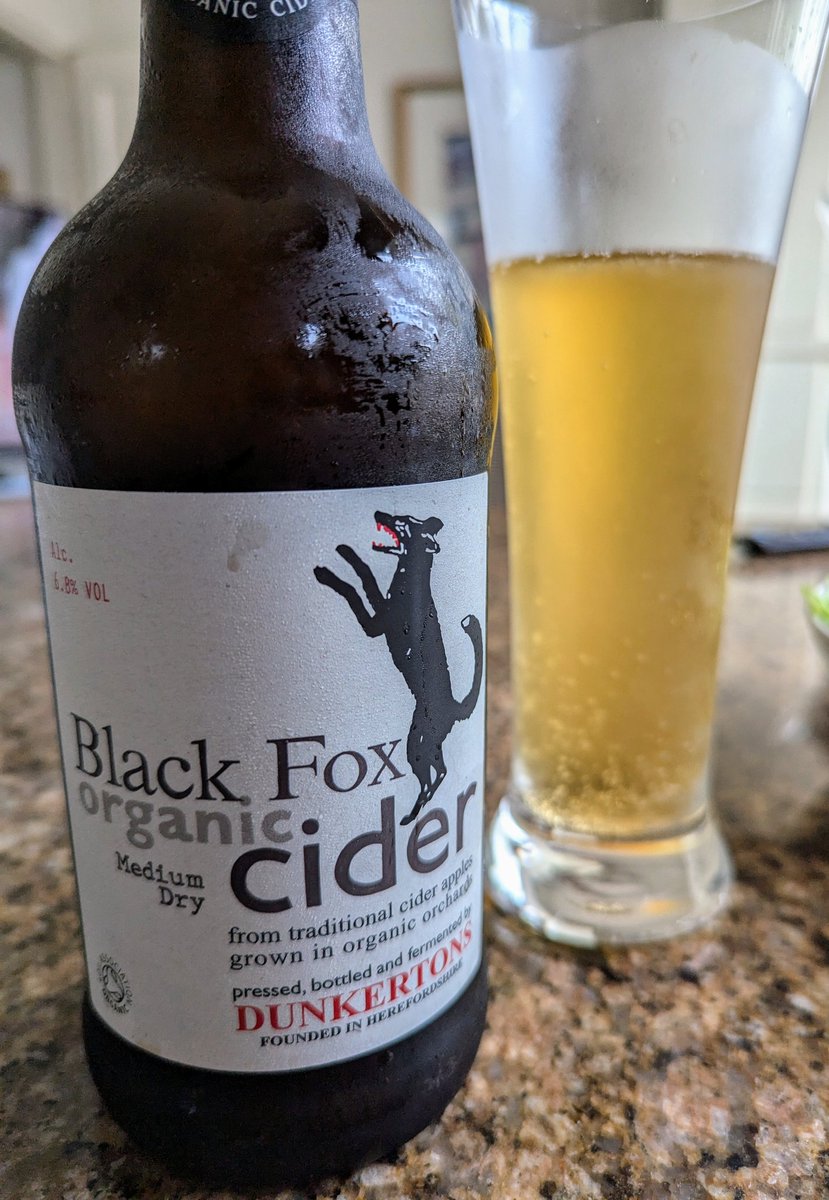 ANIC CID
Alc.
6.8% VOL
Black Fox
organic
cider
Medium
Dry
from traditional cider apples
grown in organic orchards
pressed, bottled and fermented by
DUNKERTONS
FOUNDED IN HEREFORDSHIRE